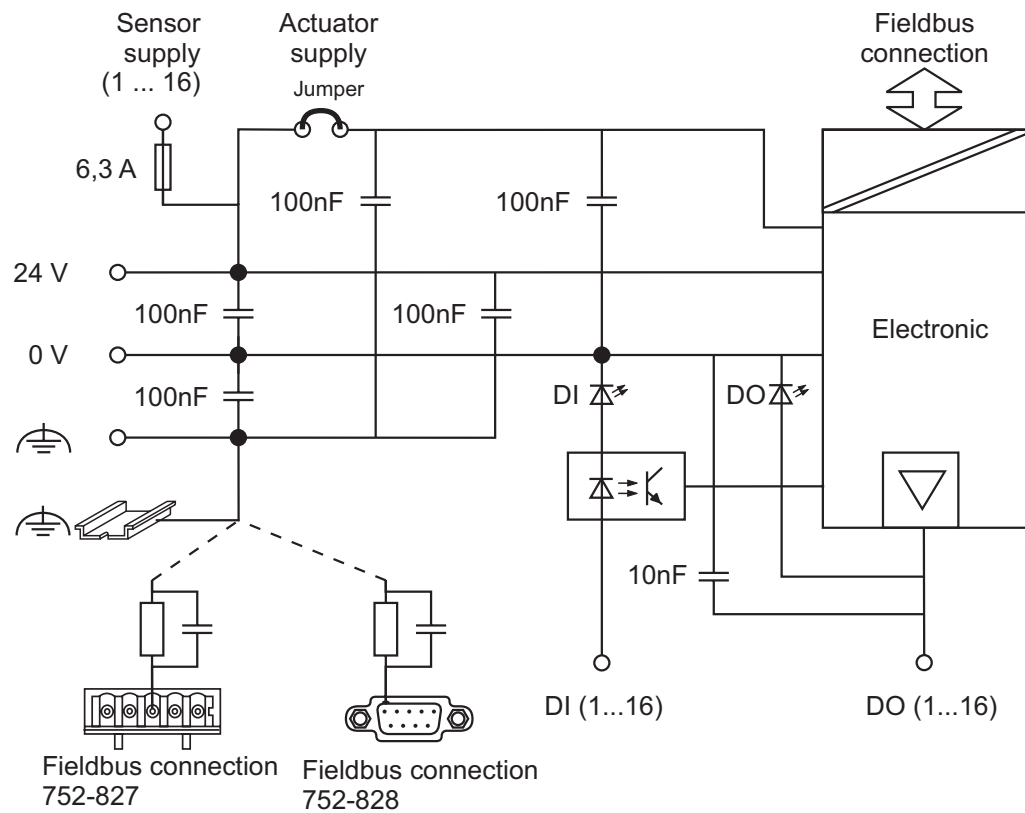 Sensor
supply
(1 ... 16)
Actuator
supply
Jumper
Fieldbus
connection
6,3 A
100nF
100nF
24 V
100nF
100nF
Electronic
0 V
100nF
DI
DO
10nF
DI (1...16)
DO (1...16)
Fieldbus connection
752-827
Fieldbus connection
752-828